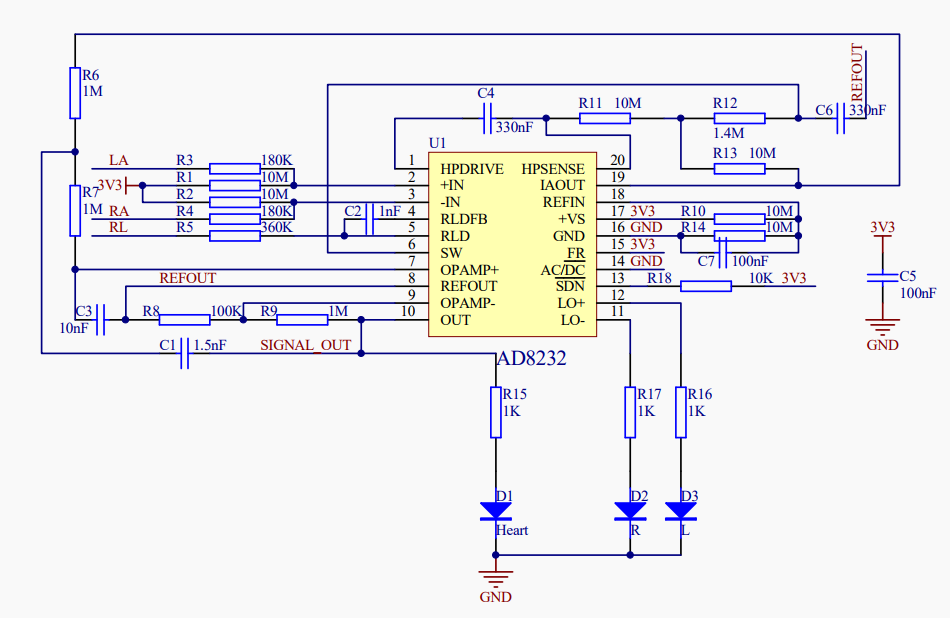 R6
1M
C4
330nF
R11 10M
R12
1.4M
C6 330nF
REFOUT
R13 10M
U1
LA R3 180K
3V3 R1 10M
R2 10M
RA R4 180K
RL R5 360K
R7
1M
C2 1nF
1 HPDRIVE HPSENSE 20
2 +IN IAOUT 19
3 -IN REFIN 18
4 RLDFB +VS 17 3V3 R10 10M
5 RLD GND 16 GND R14 10M
6 SW FR 15 3V3
C7 100nF
7 OPAMP+ AC/DC 14 GND
8 REFOUT SDN 13 R18 10K 3V3
9 OPAMP- LO+ 12
10 OUT LO- 11
REFOUT
C3
10nF
R8 100K
R9 1M
C1 1.5nF
SIGNAL_OUT
AD8232
3V3
C5
100nF
GND
R15
1K
R17
1K
R16
1K
D1
Heart
D2
R
D3
L
GND